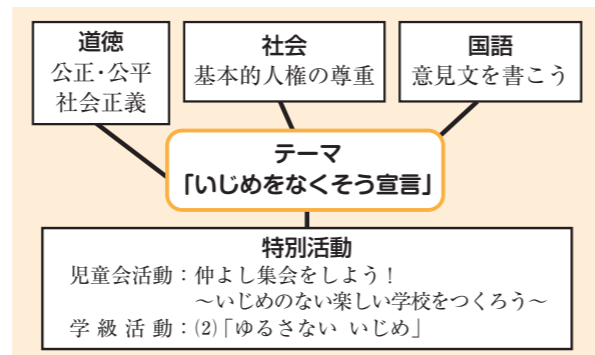 道徳
公正・公平
社会正義
社会
基本的人権の尊重
国語
意見文を書こう
テーマ
「いじめをなくそう宣言」
特別活動
児童会活動：仲よし集会をしよう！
～いじめのない楽しい学校をつくろう～
学級活動：⑵「ゆるさない いじめ」